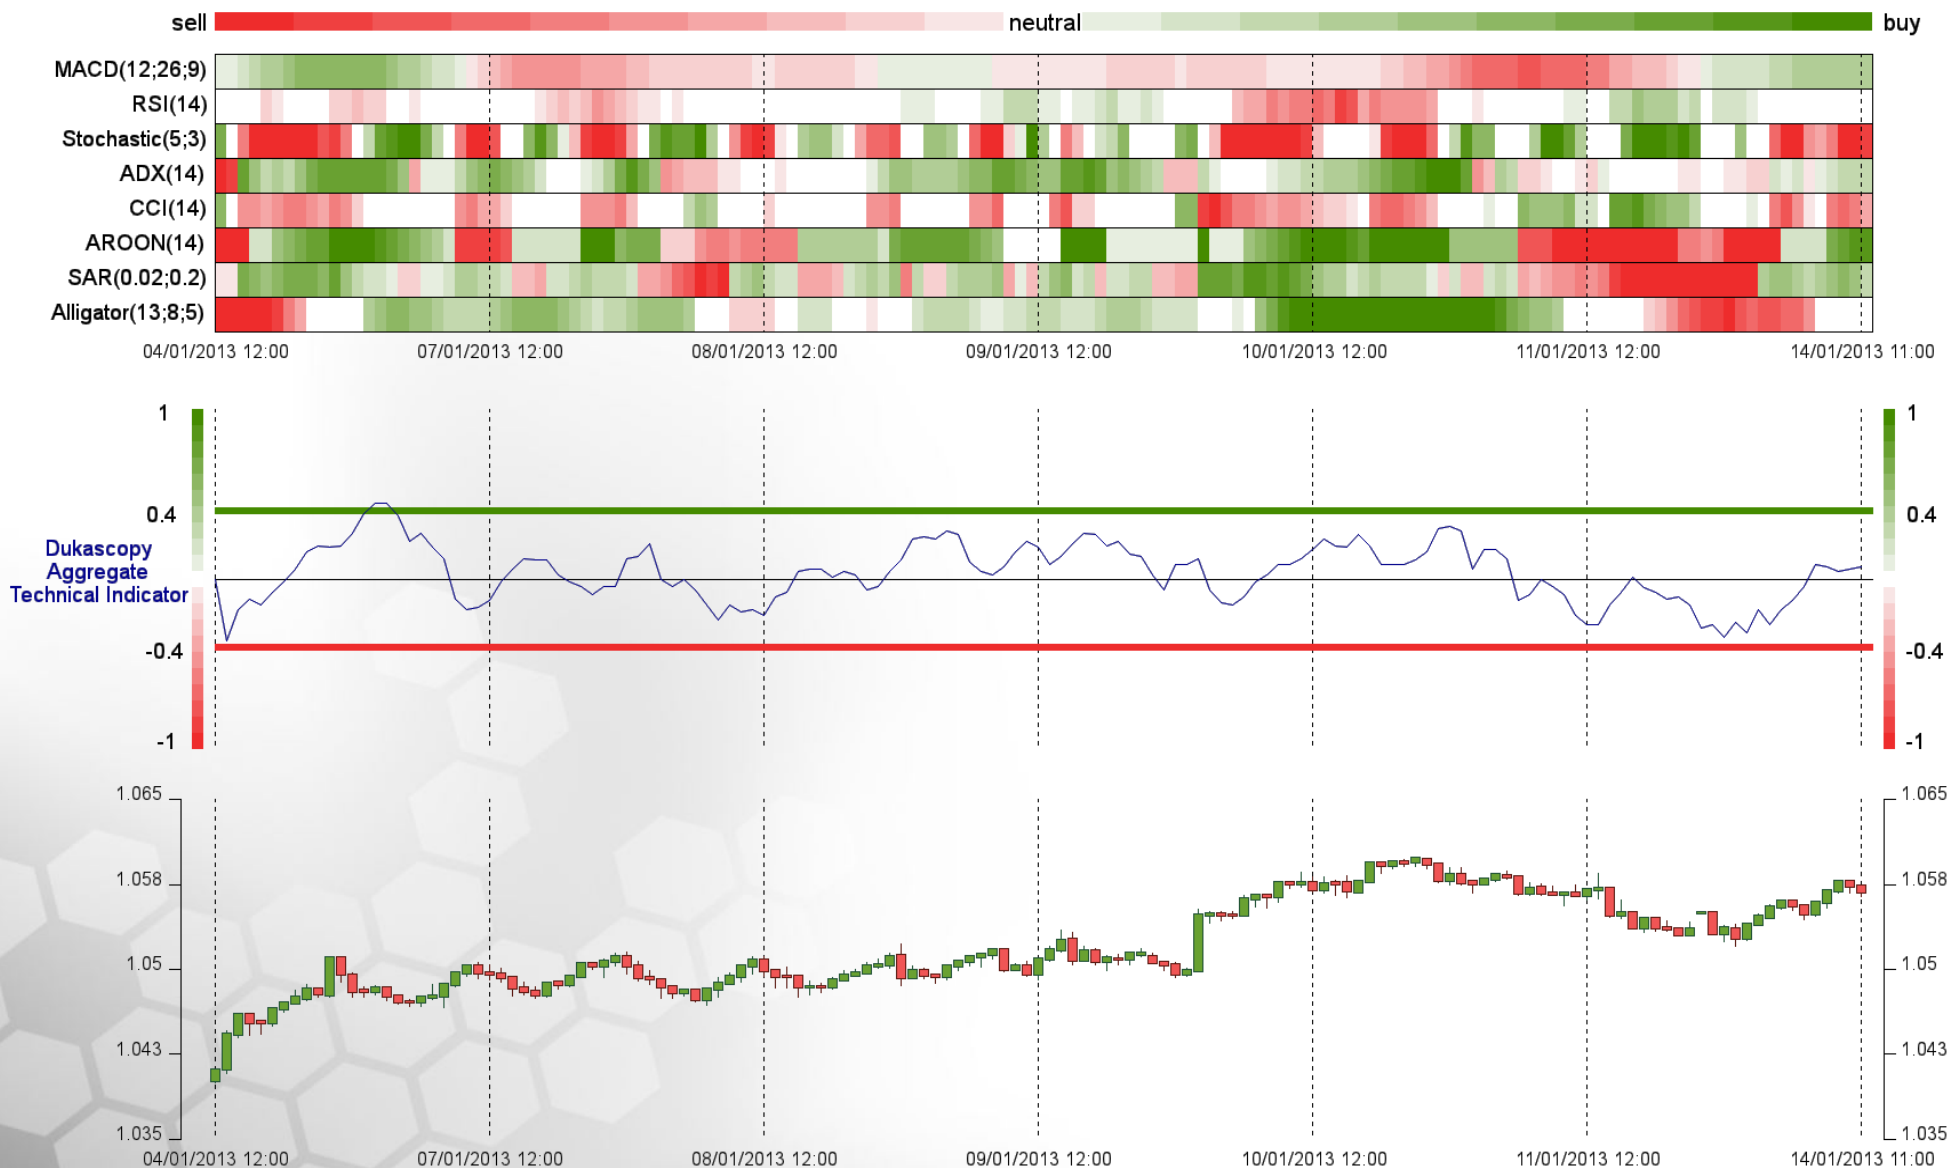 sell neutral buy
MACD(12;26;9)
RSI(14)
Stochastic(5;3)
ADX(14)
CCI(14)
AROON(14)
SAR(0.02;0.2)
Alligator(13;8;5)
04/01/2013 12:00 07/01/2013 12:00 08/01/2013 12:00 09/01/2013 12:00 10/01/2013 12:00 11/01/2013 12:00 14/01/2013 11:00
1 1
0.4 0.4
Dukascopy
Aggregate
Technical Indicator
-0.4 -0.4
-1 -1
1.065 1.065
1.058 1.058
1.05 1.05
1.043 1.043
1.035 1.035
04/01/2013 12:00 07/01/2013 12:00 08/01/2013 12:00 09/01/2013 12:00 10/01/2013 12:00 11/01/2013 12:00 14/01/2013 11:00